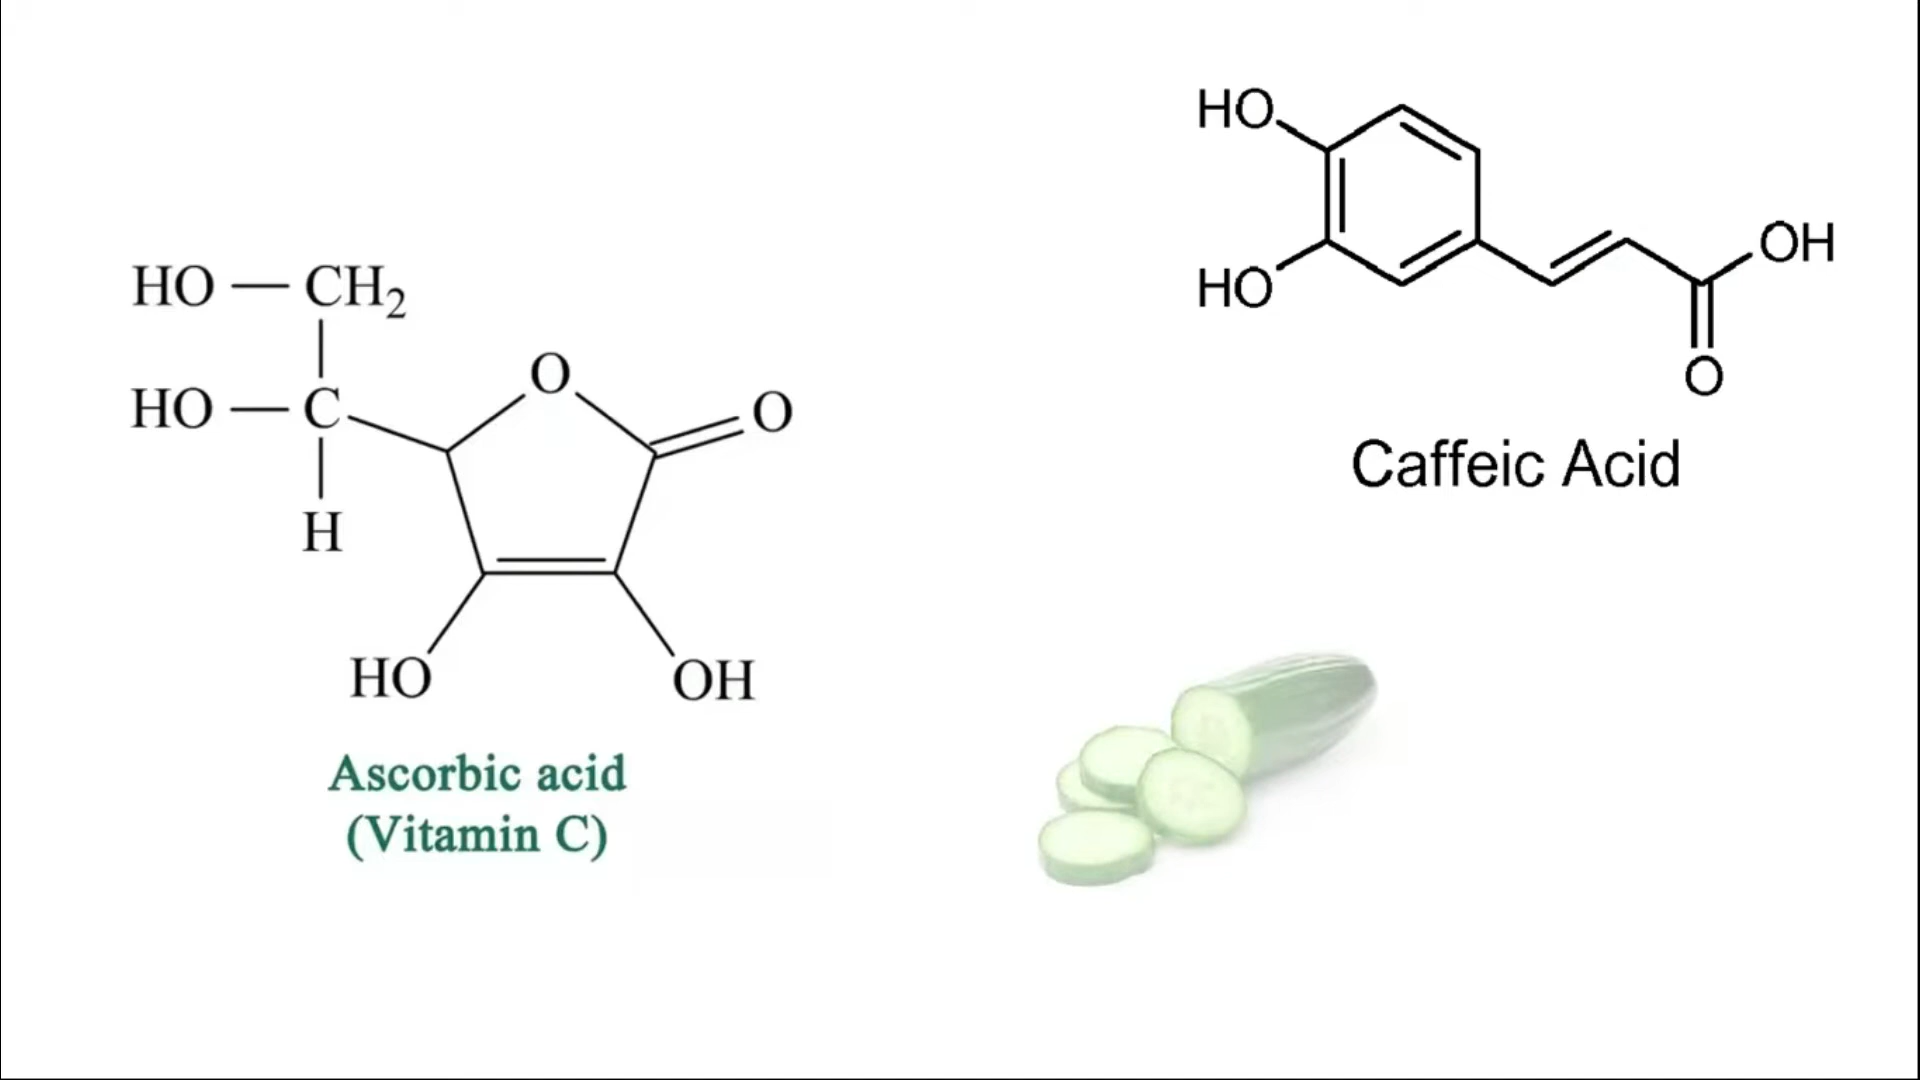 HO
HO
OH
O
Caffeic Acid
HO — CH₂
HO — C
O
O
H
HO
OH
Ascorbic acid
(Vitamin C)